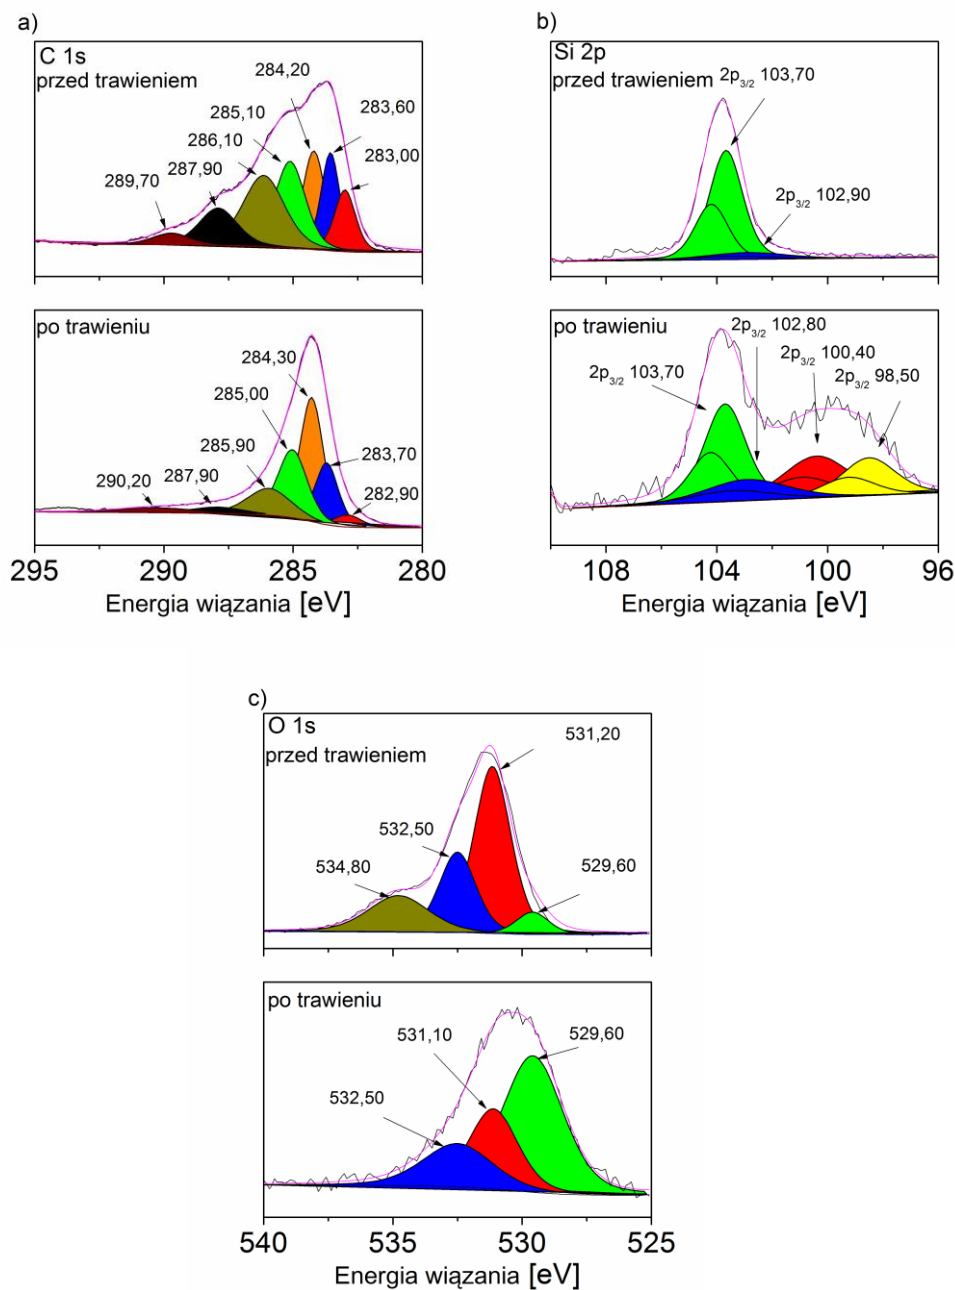 a)
C 1s
przed trawieniem
284,20
285,10
286,10
287,90
289,70
283,60
283,00
po trawieniu
284,30
285,00
285,90
287,90
290,20
283,70
282,90
295 290 285 280
Energia wiązania [eV]
b)
Si 2p
przed trawieniem
2p3/2 103,70
2p3/2 102,90
po trawieniu
2p3/2 102,80
2p3/2 100,40
2p3/2 98,50
2p3/2 103,70
108 104 100 96
Energia wiązania [eV]
c)
O 1s
przed trawieniem
531,20
532,50
534,80
529,60
po trawieniu
531,10
529,60
532,50
540 535 530 525
Energia wiązania [eV]